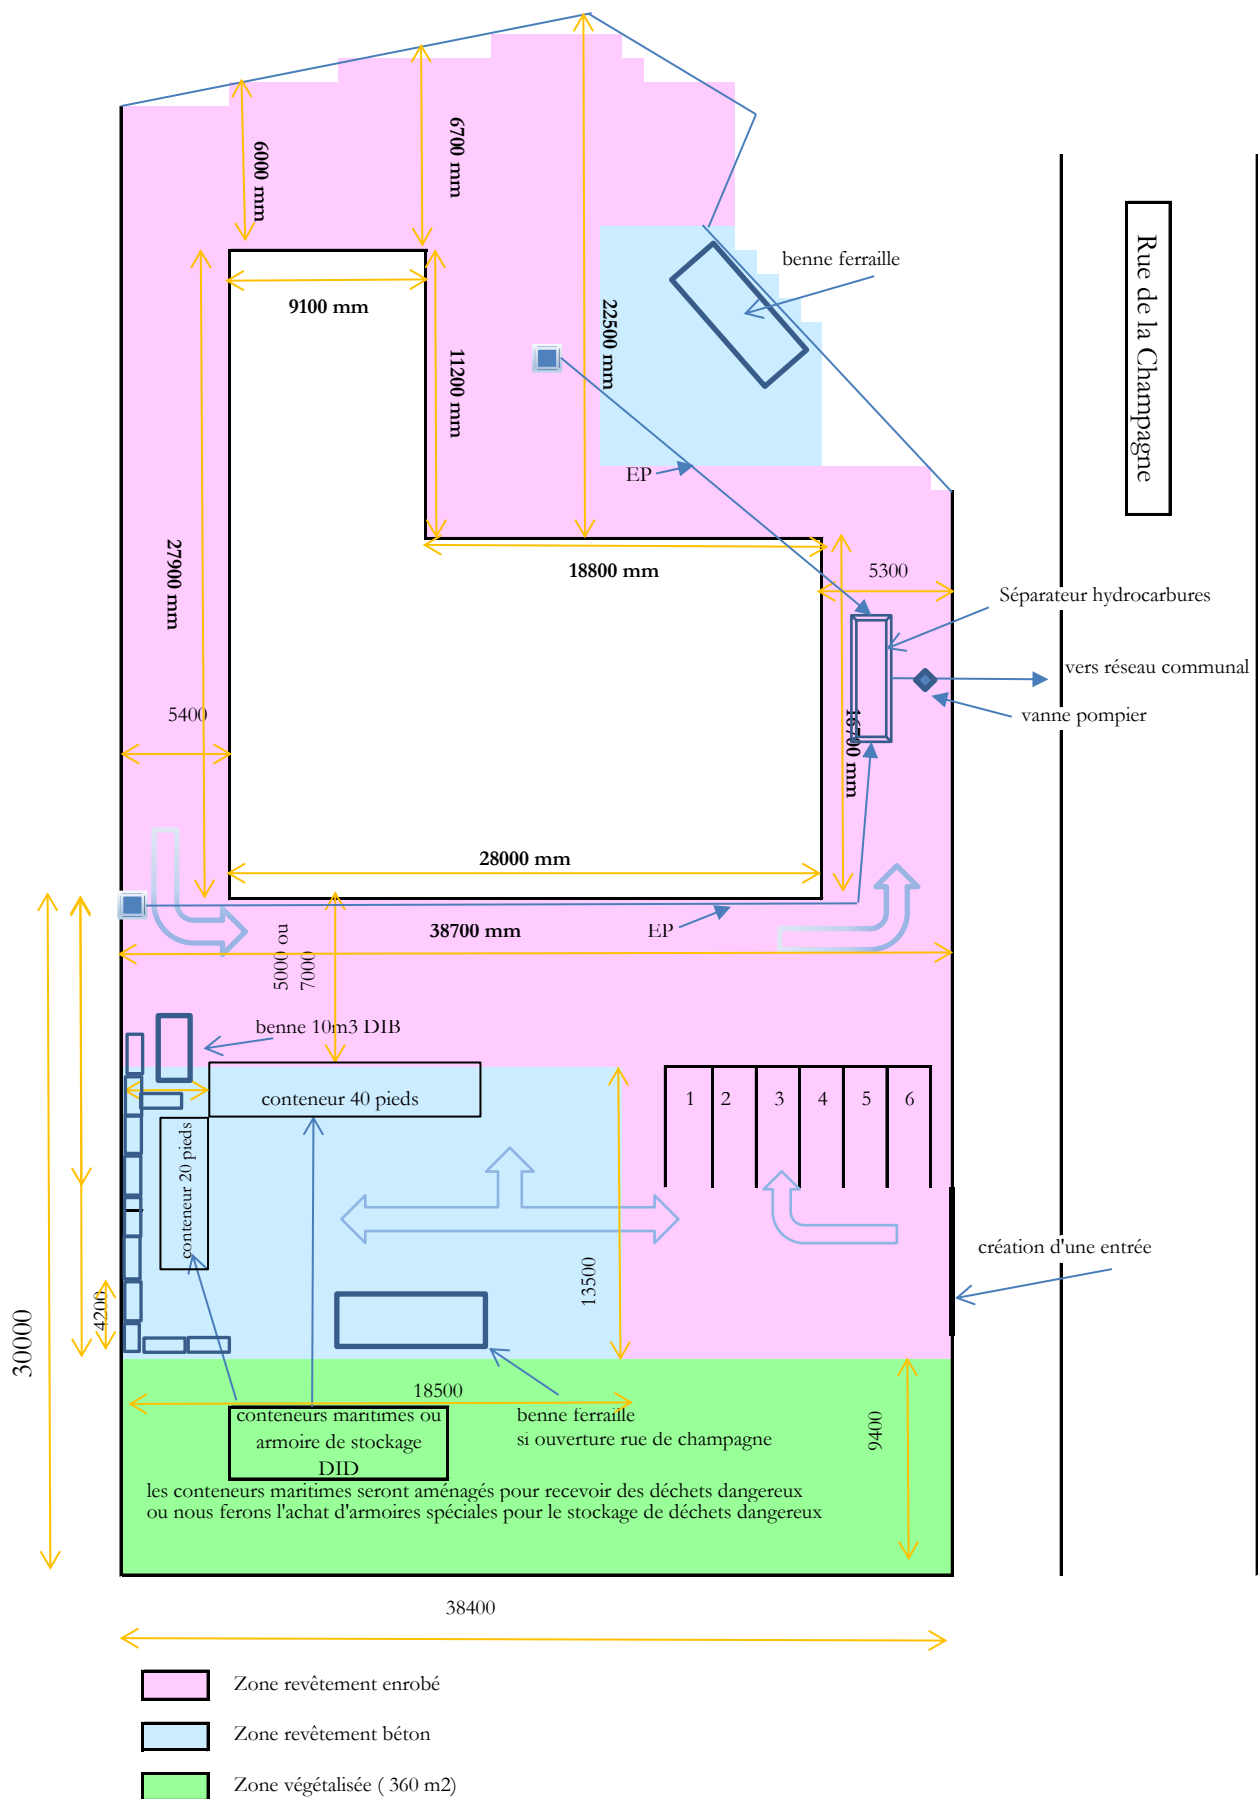 6000 mm
6700 mm
Rue de la Champagne
benne ferraille
9100 mm
22500 mm
11200 mm
EP
27900 mm
18800 mm
5300
Séparateur hydrocarbures
vers réseau communal
5400
16700 mm
vanne pompier
28000 mm
38700 mm
EP
5000 ou
7000
benne 10m3 DIB
conteneur 40 pieds
1 2 3 4 5 6
conteneur 20 pieds
création d'une entrée
13500
4200
30000
18500
9400
conteneurs maritimes ou
armoire de stockage
DID
benne ferraille
si ouverture rue de champagne
les conteneurs maritimes seront aménagés pour recevoir des déchets dangereux
ou nous ferons l'achat d'armoires spéciales pour le stockage de déchets dangereux
38400
Zone revêtement enrobé
Zone revêtement béton
Zone végétalisée ( 360 m2)